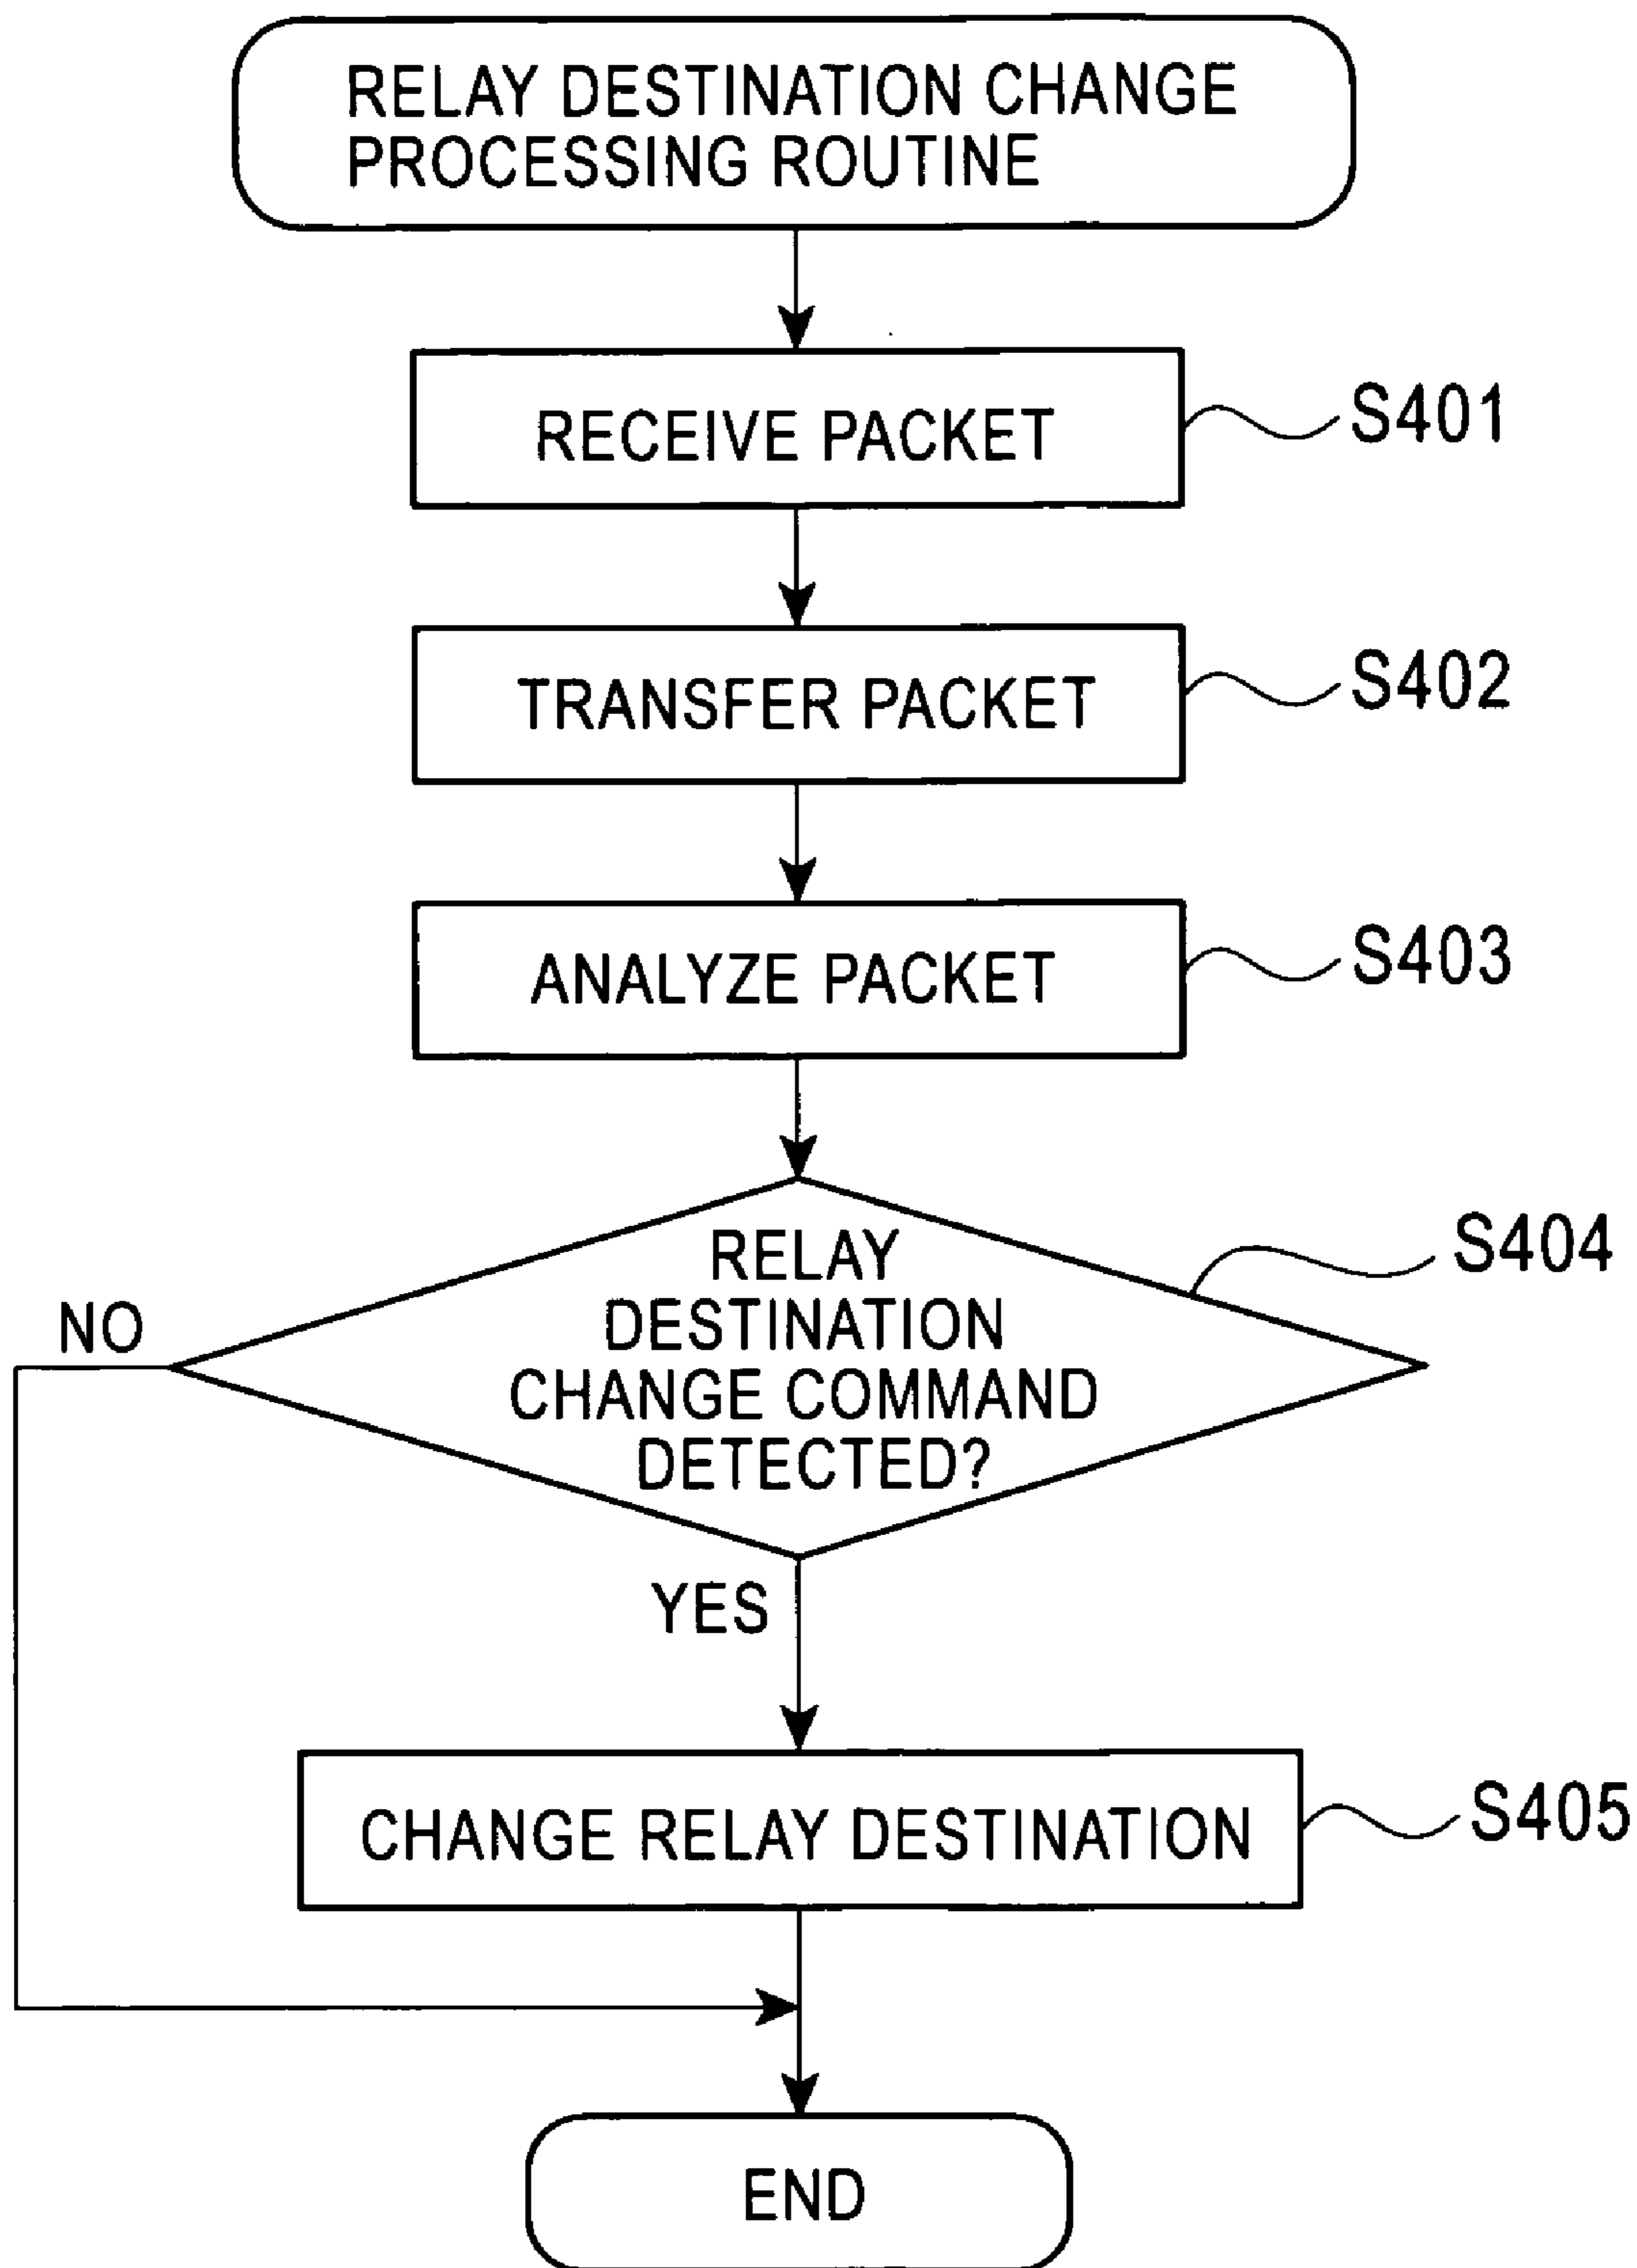 RELAY DESTINATION CHANGE
PROCESSING ROUTINE
RECEIVE PACKET
S401
TRANSFER PACKET
S402
ANALYZE PACKET
S403
RELAY
DESTINATION
CHANGE COMMAND
DETECTED?
S404
NO
YES
CHANGE RELAY DESTINATION
S405
END